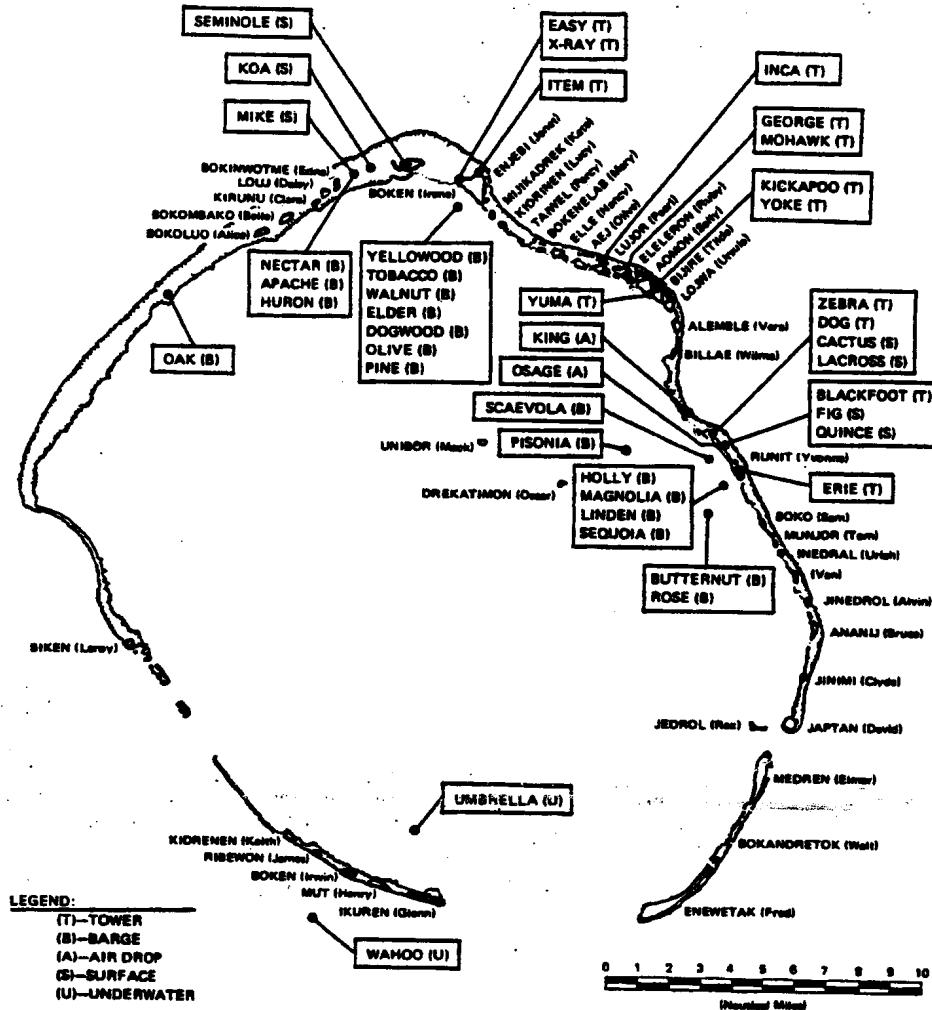 SEMINOLE (S)
KOA (S)
MIKE (S)
EASY (T)
X-RAY (T)
ITEM (T)
INCA (T)
GEORGE (T)
MOHAWK (T)
KICKAPOO (T)
YOKE (T)
BOKINWOTME (Edna)
LOUJ (Daisy)
KIRUNU (Clara)
BOKOMBAKO (Belle)
BOKOLUO (Alice)
BOKEN (Irene)
ENJEBI (Janet)
MIJIKADREK (Kate)
KIDRINEN (Lucy)
TAIWEL (Percy)
BOKENELAB (Mary)
ELLE (Nancy)
AEJ (Olive)
LUJOR (Pearl)
ELELERON (Ruby)
AOMON (Sally)
BIJIRE (Tilda)
LOJWA (Ursula)
ALEMBLE (Vera)
BILLAE (Wilma)
NECTAR (B)
APACHE (B)
HURON (B)
YELLOWOOD (B)
TOBACCO (B)
WALNUT (B)
ELDER (B)
DOGWOOD (B)
OLIVE (B)
PINE (B)
OAK (B)
YUMA (T)
KING (A)
OSAGE (A)
SCAEVOLA (B)
PISONIA (B)
ZEBRA (T)
DOG (T)
CACTUS (S)
LACROSS (S)
BLACKFOOT (T)
FIG (S)
QUINCE (S)
UNIBOR (Mack)
DREKATIMON (Oscar)
RUNIT (Yvonne)
ERIE (T)
HOLLY (B)
MAGNOLIA (B)
LINDEN (B)
SEQUOIA (B)
BUTTERNUT (B)
ROSE (B)
BOKO (Sam)
MUNJOR (Tom)
INEDRAL (Uriah)
(Van)
JINEDROL (Alvin)
ANANIJ (Bruce)
JINIMI (Clyde)
JAPTAN (David)
JEDROL (Rex)
BIKEN (Leroy)
MEDREN (Elmer)
BOKANDRETOK (Walt)
ENEWETAK (Fred)
UMBRELLA (U)
KIDRENEN (Keith)
RIBEWON (James)
BOKEN (Irwin)
MUT (Henry)
IKUREN (Glenn)
WAHOO (U)
LEGEND:
(T)—TOWER
(B)—BARGE
(A)—AIR DROP
(S)—SURFACE
(U)—UNDERWATER
0 1 2 3 4 5 6 7 8 9 10
(Nautical Miles)